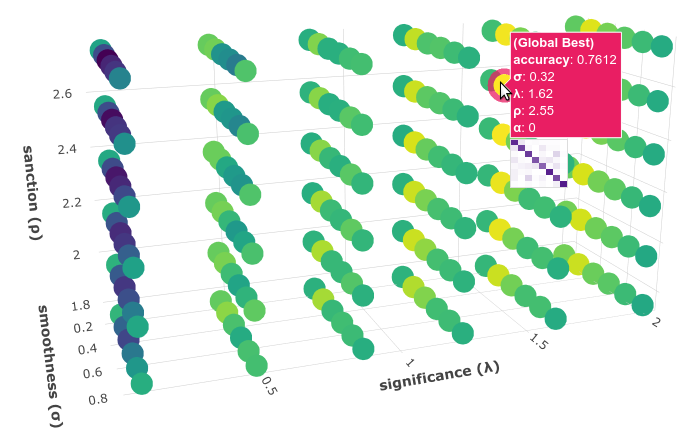 (Global Best)
accuracy: 0.7612
σ: 0.32
λ: 1.62
ρ: 2.55
α: 0
2.6
2.4
2.2
2
1.8
sanction (ρ)
0.2
0.4
0.6
0.8
smoothness (σ)
0.5
1
1.5
2
significance (λ)